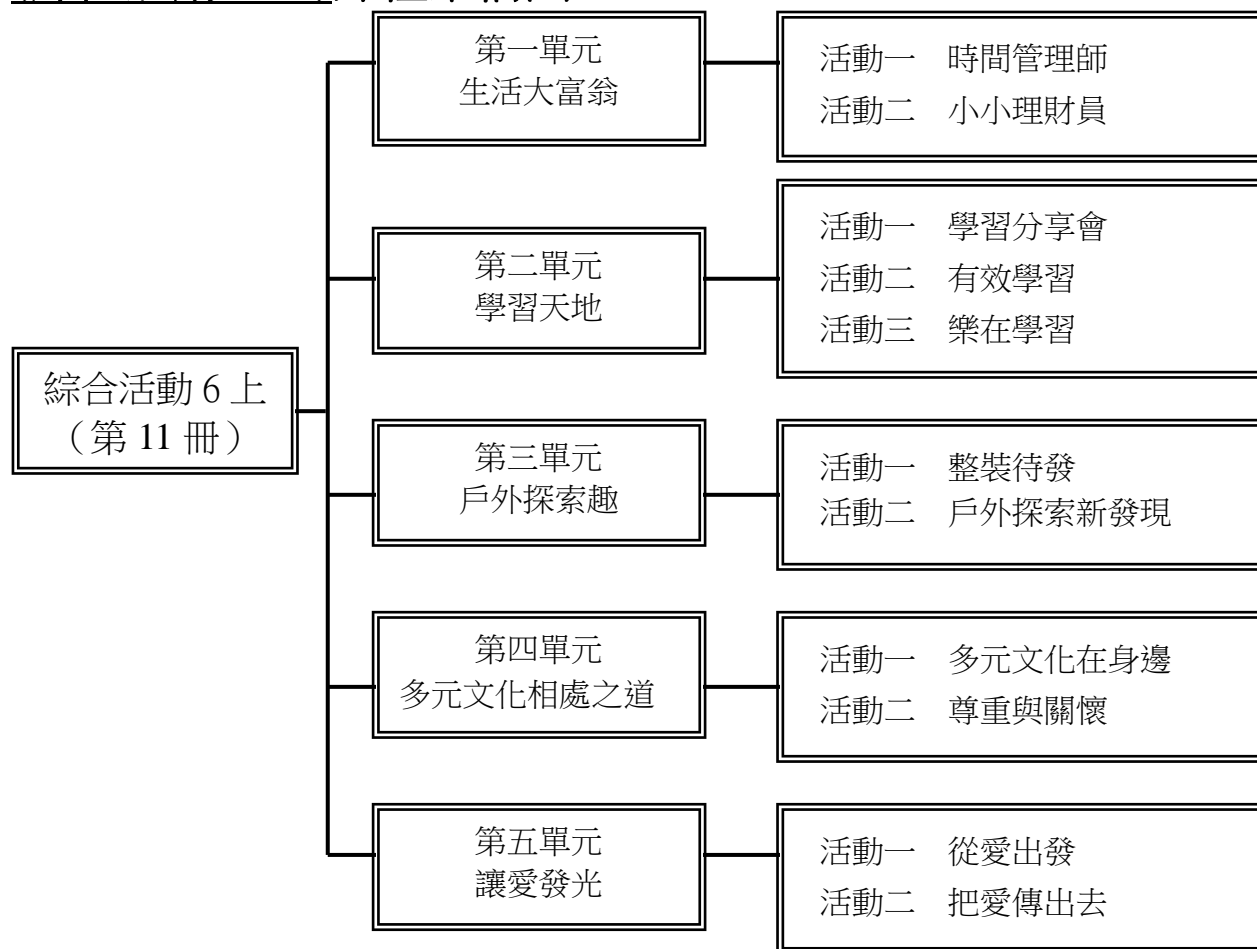 綜合活動 6 上
（第 11 冊）
第一單元
生活大富翁
活動一　時間管理師
活動二　小小理財員
第二單元
學習天地
活動一　學習分享會
活動二　有效學習
活動三　樂在學習
第三單元
戶外探索趣
活動一　整裝待發
活動二　戶外探索新發現
第四單元
多元文化相處之道
活動一　多元文化在身邊
活動二　尊重與關懷
第五單元
讓愛發光
活動一　從愛出發
活動二　把愛傳出去